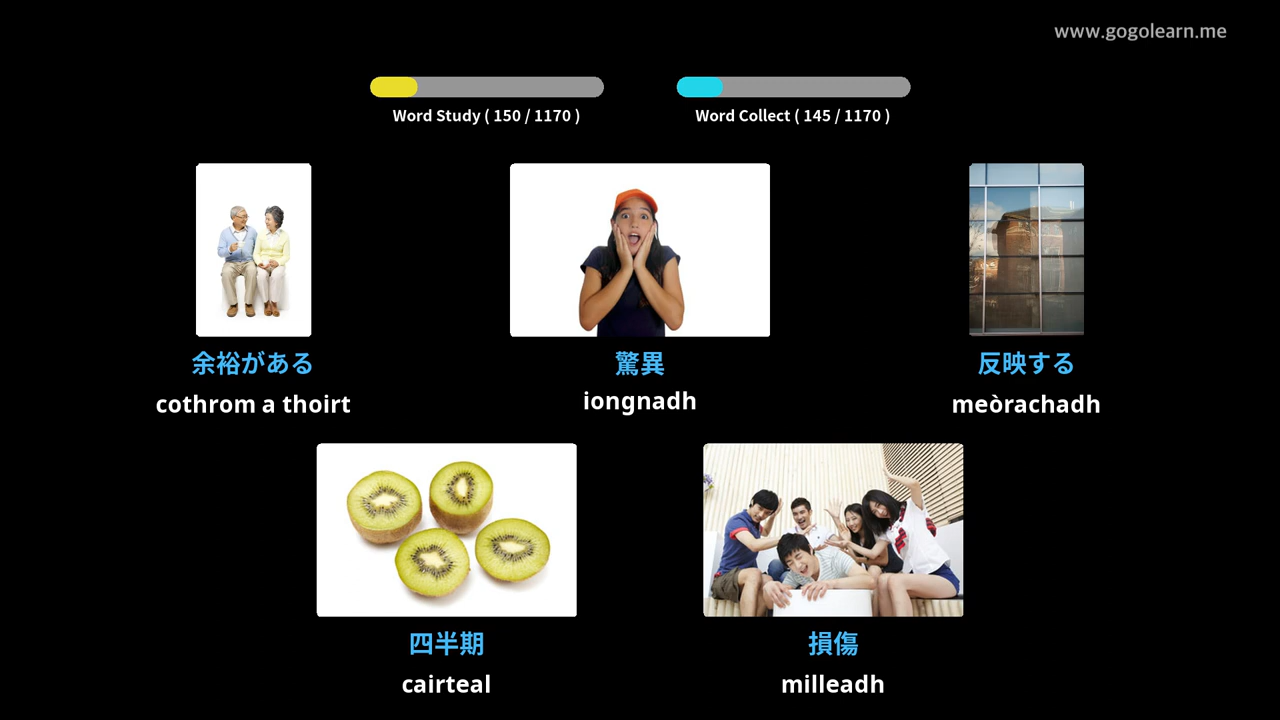 www.gogolearn.me
Word Study ( 150 / 1170 )
Word Collect ( 145 / 1170 )
余裕がある
cothrom a thoirt
驚異
iongnadh
反映する
meòrachadh
四半期
cairteal
損傷
milleadh